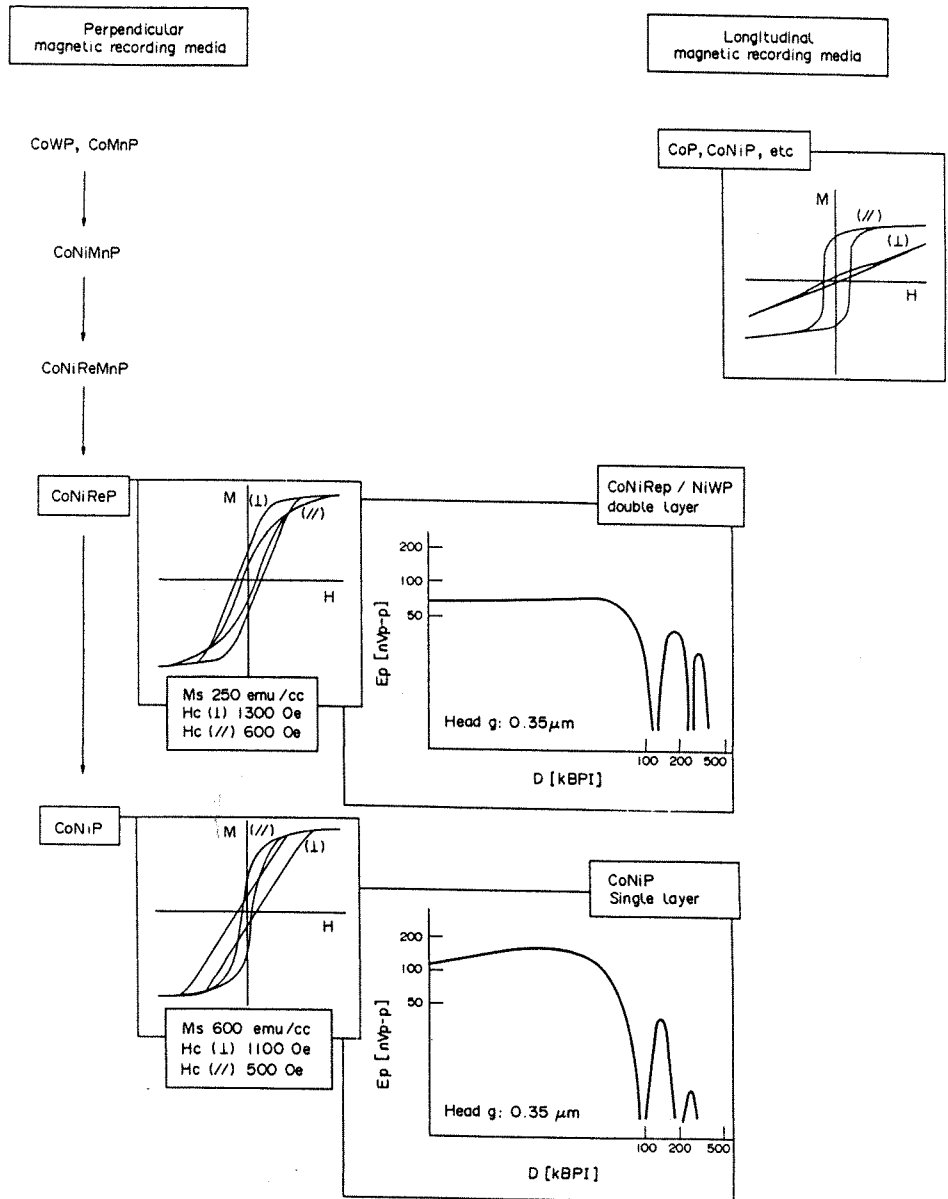 Perpendicular
magnetic recording media
Longitudinal
magnetic recording media
CoWP, CoMnP
CoP, CoNiP, etc
M
(//)
(⊥)
H
CoNiMnP
CoNiReMnP
CoNiReP
M
(⊥)
(//)
H
Ms 250 emu/cc
Hc (⊥) 1300 Oe
Hc (//) 600 Oe
CoNiRep / NiWP
double layer
Ep [nVp-p]
200
100
50
Head g: 0.35μm
100 200 500
D [kBPI]
CoNiP
M
(//)
(⊥)
H
Ms 600 emu/cc
Hc (⊥) 1100 Oe
Hc (//) 500 Oe
CoNiP
Single layer
Ep [nVp-p]
200
100
50
Head g: 0.35 μm
100 200 500
D [kBPI]